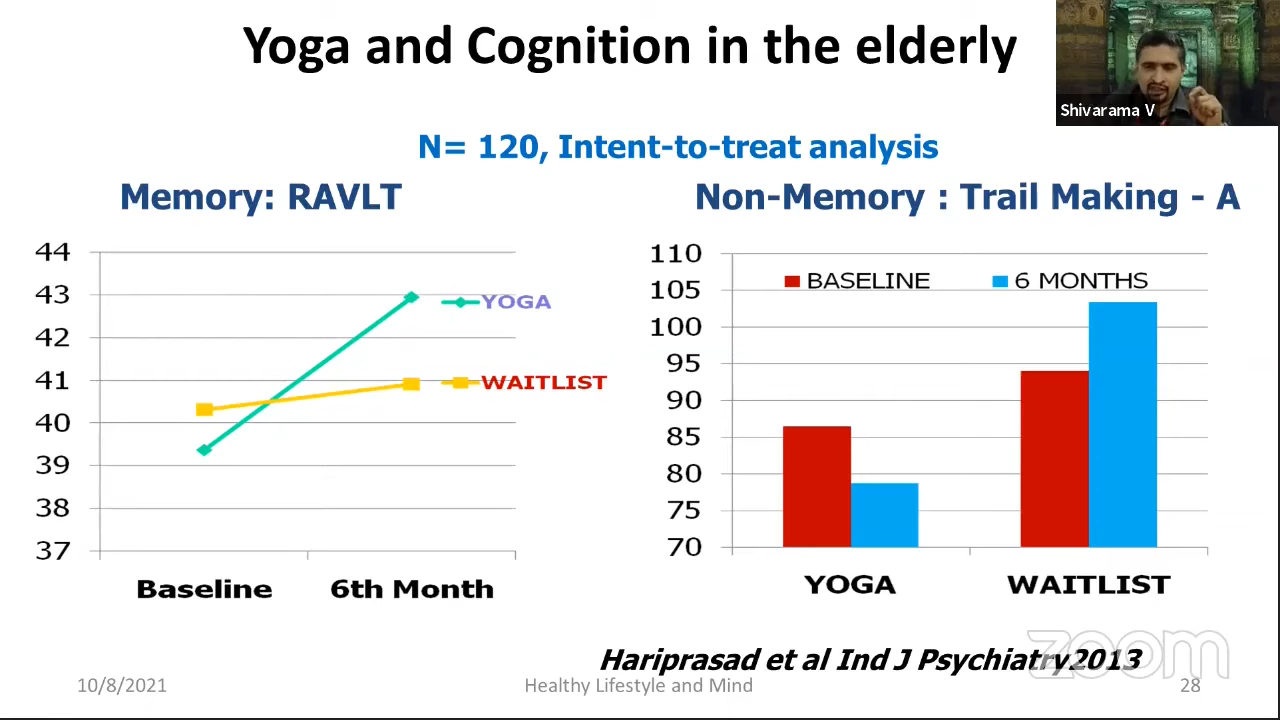 Yoga and Cognition in the elderly
Shivarama V
N= 120, Intent-to-treat analysis
Memory: RAVLT
Non-Memory : Trail Making - A
44
43
42
41
40
39
38
37
YOGA
WAITLIST
Baseline
6th Month
110
105
100
95
90
85
80
75
70
BASELINE
6 MONTHS
YOGA
WAITLIST
Hariprasad et al Ind J Psychiatry2013
zoom
10/8/2021
Healthy Lifestyle and Mind
28